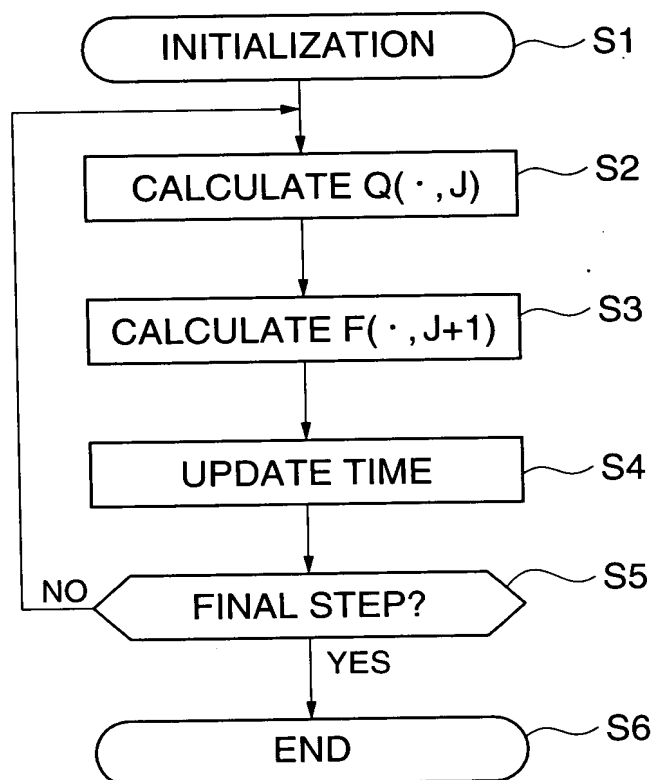 INITIALIZATION S1
CALCULATE Q( · , J) S2
CALCULATE F( · , J+1) S3
UPDATE TIME S4
NO FINAL STEP? S5
YES
END S6